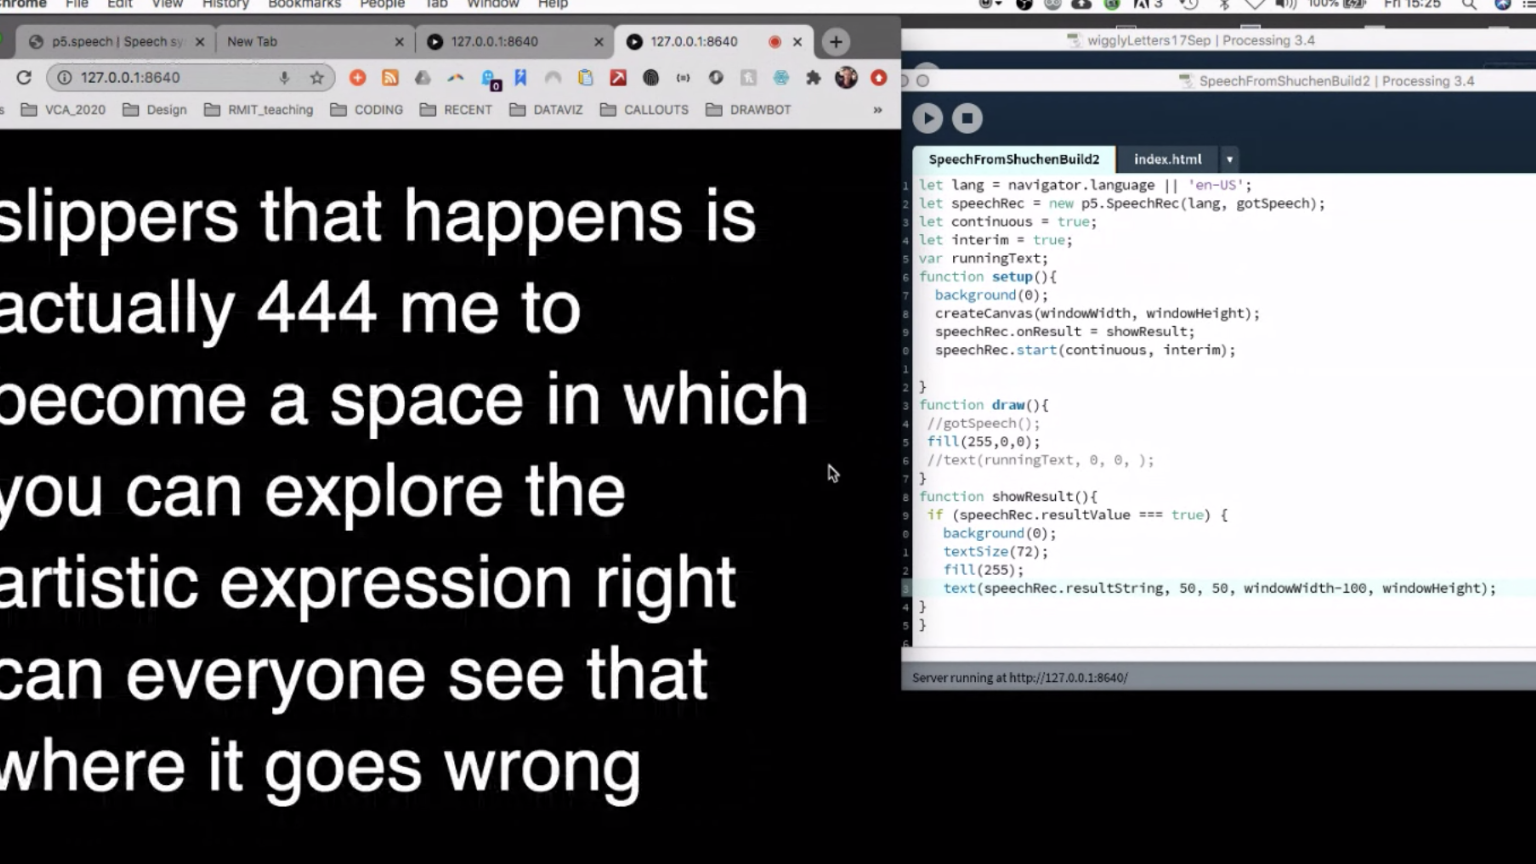 File Edit View History Bookmarks People Tab Window Help
100% Fri 15:25
p5.speech | Speech sy
New Tab
127.0.0.1:8640
127.0.0.1:8640
127.0.0.1:8640
VCA_2020 Design RMIT_teaching CODING RECENT DATAVIZ CALLOUTS DRAWBOT »
slippers that happens is
actually 444 me to
become a space in which
you can explore the
artistic expression right
can everyone see that
where it goes wrong
wigglyLetters17Sep | Processing 3.4
SpeechFromShuchenBuild2 | Processing 3.4
SpeechFromShuchenBuild2 index.html
let lang = navigator.language || 'en-US';
let speechRec = new p5.SpeechRec(lang, gotSpeech);
let continuous = true;
let interim = true;
var runningText;
function setup(){
background(0);
createCanvas(windowWidth, windowHeight);
speechRec.onResult = showResult;
speechRec.start(continuous, interim);
}
function draw(){
//gotSpeech();
fill(255,0,0);
//text(runningText, 0, 0, );
}
function showResult(){
if (speechRec.resultValue === true) {
background(0);
textSize(72);
fill(255);
text(speechRec.resultString, 50, 50, windowWidth-100, windowHeight);
}
}
Server running at http://127.0.0.1:8640/